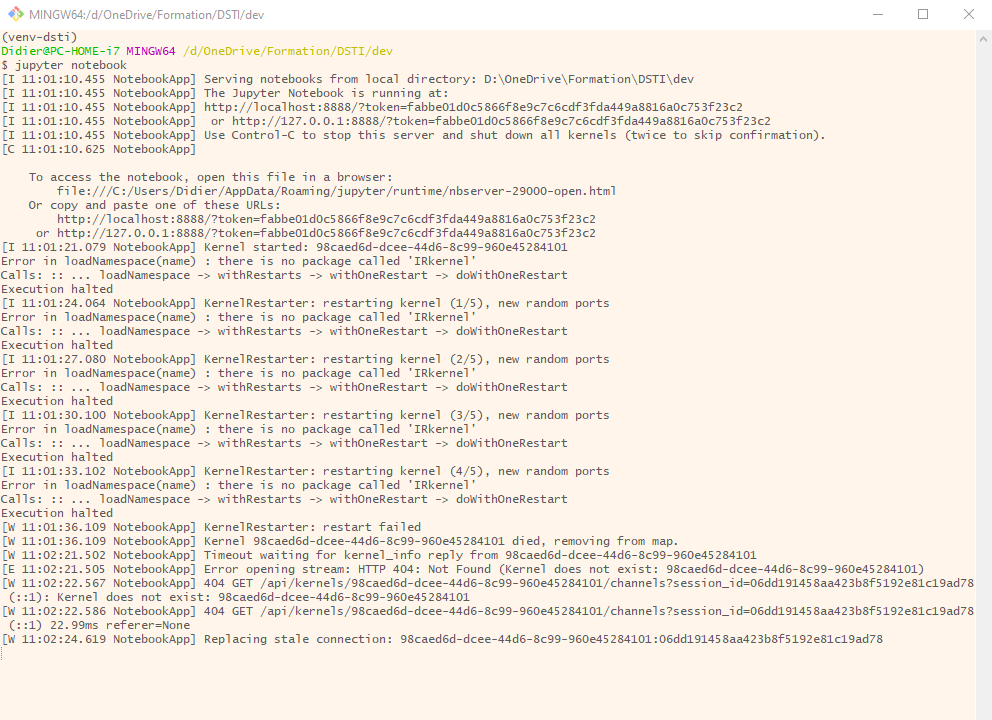 MINGW64:/d/OneDrive/Formation/DSTI/dev
(venv-dsti)
Didier@PC-HOME-i7 MINGW64 /d/OneDrive/Formation/DSTI/dev
$ jupyter notebook
[I 11:01:10.455 NotebookApp] Serving notebooks from local directory: D:\OneDrive\Formation\DSTI\dev
[I 11:01:10.455 NotebookApp] The Jupyter Notebook is running at:
[I 11:01:10.455 NotebookApp] http://localhost:8888/?token=fabbe01d0c5866f8e9c7c6cdf3fda449a8816a0c753f23c2
[I 11:01:10.455 NotebookApp]  or http://127.0.0.1:8888/?token=fabbe01d0c5866f8e9c7c6cdf3fda449a8816a0c753f23c2
[I 11:01:10.455 NotebookApp] Use Control-C to stop this server and shut down all kernels (twice to skip confirmation).
[C 11:01:10.625 NotebookApp]
    To access the notebook, open this file in a browser:
        file:///C:/Users/Didier/AppData/Roaming/jupyter/runtime/nbserver-29000-open.html
    Or copy and paste one of these URLs:
        http://localhost:8888/?token=fabbe01d0c5866f8e9c7c6cdf3fda449a8816a0c753f23c2
     or http://127.0.0.1:8888/?token=fabbe01d0c5866f8e9c7c6cdf3fda449a8816a0c753f23c2
[I 11:01:21.079 NotebookApp] Kernel started: 98caed6d-dcee-44d6-8c99-960e45284101
Error in loadNamespace(name) : there is no package called 'IRkernel'
Calls: :: ... loadNamespace -> withRestarts -> withOneRestart -> doWithOneRestart
Execution halted
[I 11:01:24.064 NotebookApp] KernelRestarter: restarting kernel (1/5), new random ports
Error in loadNamespace(name) : there is no package called 'IRkernel'
Calls: :: ... loadNamespace -> withRestarts -> withOneRestart -> doWithOneRestart
Execution halted
[I 11:01:27.080 NotebookApp] KernelRestarter: restarting kernel (2/5), new random ports
Error in loadNamespace(name) : there is no package called 'IRkernel'
Calls: :: ... loadNamespace -> withRestarts -> withOneRestart -> doWithOneRestart
Execution halted
[I 11:01:30.100 NotebookApp] KernelRestarter: restarting kernel (3/5), new random ports
Error in loadNamespace(name) : there is no package called 'IRkernel'
Calls: :: ... loadNamespace -> withRestarts -> withOneRestart -> doWithOneRestart
Execution halted
[I 11:01:33.102 NotebookApp] KernelRestarter: restarting kernel (4/5), new random ports
Error in loadNamespace(name) : there is no package called 'IRkernel'
Calls: :: ... loadNamespace -> withRestarts -> withOneRestart -> doWithOneRestart
Execution halted
[W 11:01:36.109 NotebookApp] KernelRestarter: restart failed
[W 11:01:36.109 NotebookApp] Kernel 98caed6d-dcee-44d6-8c99-960e45284101 died, removing from map.
[W 11:02:21.502 NotebookApp] Timeout waiting for kernel_info reply from 98caed6d-dcee-44d6-8c99-960e45284101
[E 11:02:21.505 NotebookApp] Error opening stream: HTTP 404: Not Found (Kernel does not exist: 98caed6d-dcee-44d6-8c99-960e45284101)
[W 11:02:22.567 NotebookApp] 404 GET /api/kernels/98caed6d-dcee-44d6-8c99-960e45284101/channels?session_id=06dd191458aa423b8f5192e81c19ad78
 (::1): Kernel does not exist: 98caed6d-dcee-44d6-8c99-960e45284101
[W 11:02:22.586 NotebookApp] 404 GET /api/kernels/98caed6d-dcee-44d6-8c99-960e45284101/channels?session_id=06dd191458aa423b8f5192e81c19ad78
 (::1) 22.99ms referer=None
[W 11:02:24.619 NotebookApp] Replacing stale connection: 98caed6d-dcee-44d6-8c99-960e45284101:06dd191458aa423b8f5192e81c19ad78